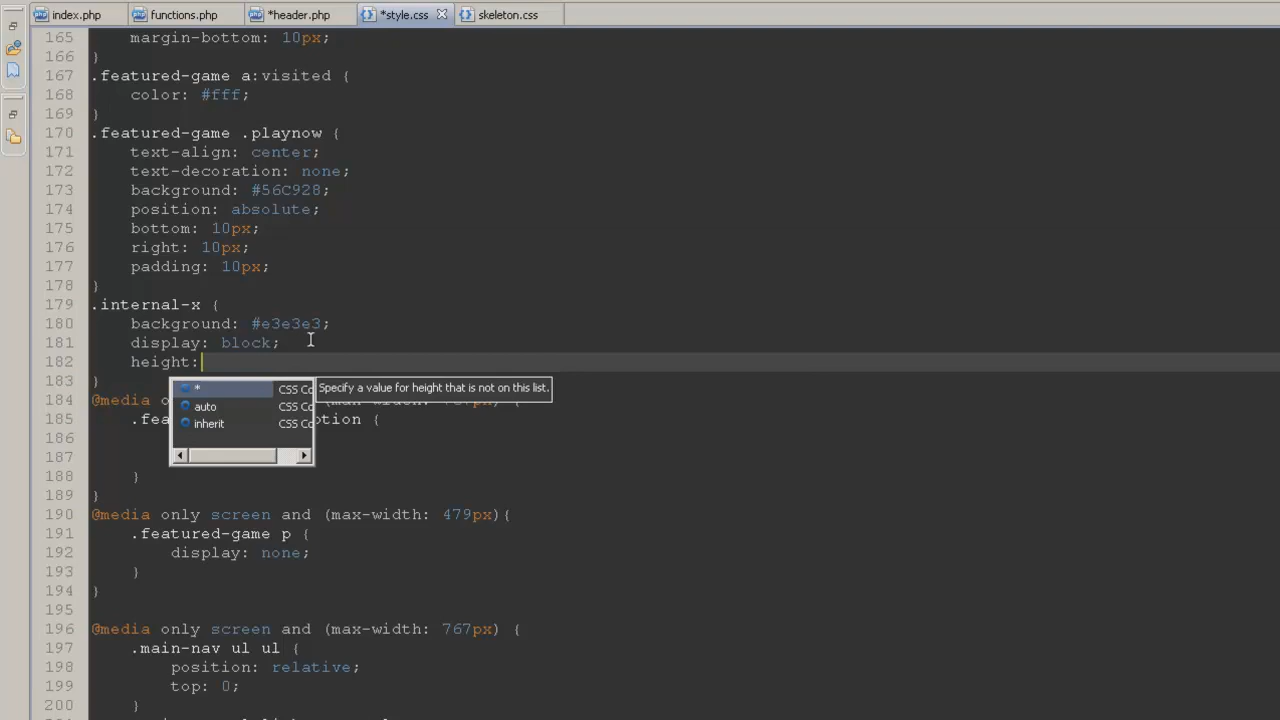 index.php functions.php *header.php *style.css skeleton.css
165 margin-bottom: 10px;
166 }
167 .featured-game a:visited {
168 color: #fff;
169 }
170 .featured-game .playnow {
171 text-align: center;
172 text-decoration: none;
173 background: #56C928;
174 position: absolute;
175 bottom: 10px;
176 right: 10px;
177 padding: 10px;
178 }
179 .internal-x {
180 background: #e3e3e3;
181 display: block;
182 height:
183 }
* CSS Co
Specify a value for height that is not on this list.
184 @media o
auto CSS Co
185 .fea ption {
inherit CSS Co
186
187
188 }
189 }
190 @media only screen and (max-width: 479px){
191 .featured-game p {
192 display: none;
193 }
194 }
195
196 @media only screen and (max-width: 767px) {
197 .main-nav ul ul {
198 position: relative;
199 top: 0;
200 }